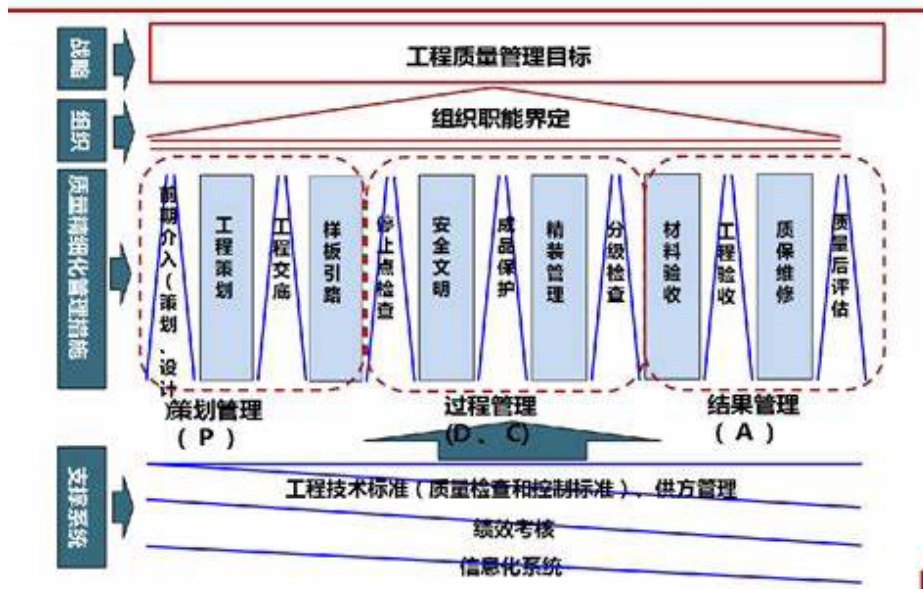 战略
工程质量管理目标
组织
组织职能界定
质量精细化管理措施
前期介入(策划、设计)
工程策划
工程交底
样板引路
停止点检查
安全文明
成品保护
精装管理
分级检查
材料验收
工程验收
质保维修
质量后评估
策划管理
(P)
过程管理
(D、C)
结果管理
(A)
支撑系统
工程技术标准(质量检查和控制标准)、供方管理
绩效考核
信息化系统